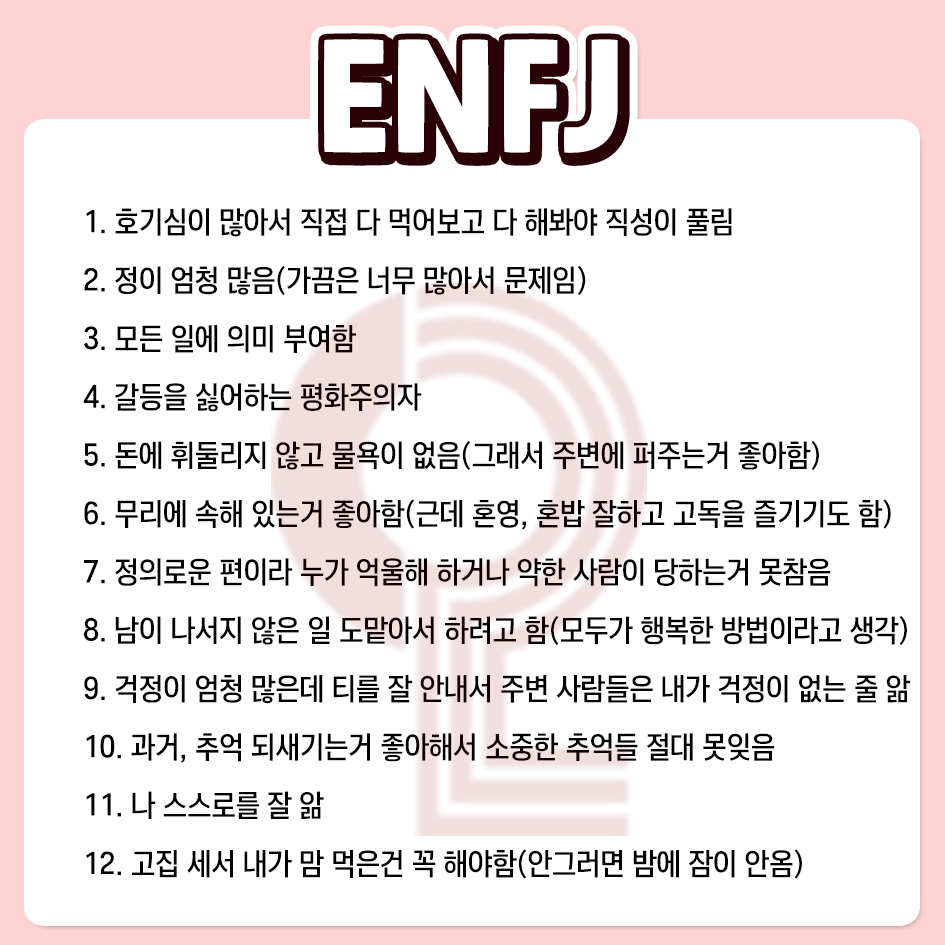 ENFJ
1. 호기심이 많아서 직접 다 먹어보고 다 해봐야 직성이 풀림
2. 정이 엄청 많음(가끔은 너무 많아서 문제임)
3. 모든 일에 의미 부여함
4. 갈등을 싫어하는 평화주의자
5. 돈에 휘둘리지 않고 물욕이 없음(그래서 주변에 퍼주는거 좋아함)
6. 무리에 속해 있는거 좋아함(근데 혼영, 혼밥 잘하고 고독을 즐기기도 함)
7. 정의로운 편이라 누가 억울해 하거나 약한 사람이 당하는거 못참음
8. 남이 나서지 않은 일 도맡아서 하려고 함(모두가 행복한 방법이라고 생각)
9. 걱정이 엄청 많은데 티를 잘 안내서 주변 사람들은 내가 걱정이 없는 줄 앎
10. 과거, 추억 되새기는거 좋아해서 소중한 추억들 절대 못잊음
11. 나 스스로를 잘 앎
12. 고집 세서 내가 맘 먹은건 꼭 해야함(안그러면 밤에 잠이 안옴)